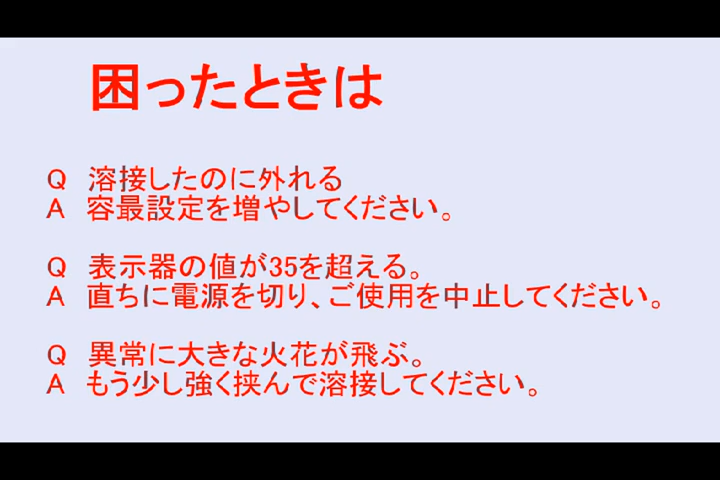 困ったときは
Q 溶接したのに外れる
A 容最設定を増やしてください。
Q 表示器の値が35を超える。
A 直ちに電源を切り、ご使用を中止してください。
Q 異常に大きな火花が飛ぶ。
A もう少し強く挟んで溶接してください。